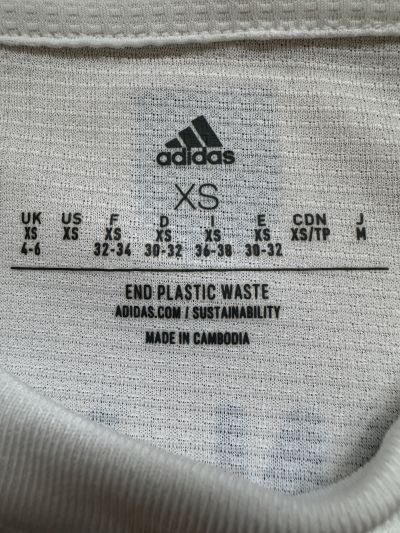 adidas
XS
UK US F D I E CDN J
XS XS XS XS XS XS XS/TP M
4-6 32-34 30-32 36-38 30-32
END PLASTIC WASTE
ADIDAS.COM / SUSTAINABILITY
MADE IN CAMBODIA